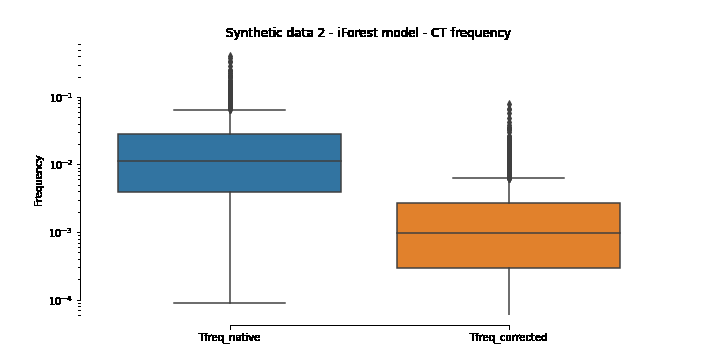 Synthetic data 2 - iForest model - CT frequency
Frequency
10⁻¹
10⁻²
10⁻³
10⁻⁴
Tfreq_native
Tfreq_corrected